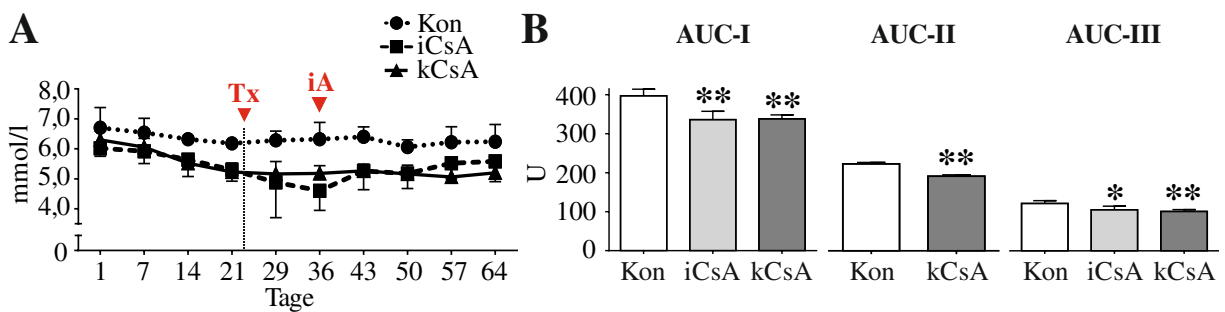 A
Kon
iCsA
kCsA
Tx
iA
mmol/l
8,0
7,0
6,0
5,0
4,0
0
1 7 14 21 29 36 43 50 57 64
Tage
B
AUC-I AUC-II AUC-III
U
400
300
200
100
0
** **
**
* **
Kon iCsA kCsA Kon kCsA Kon iCsA kCsA